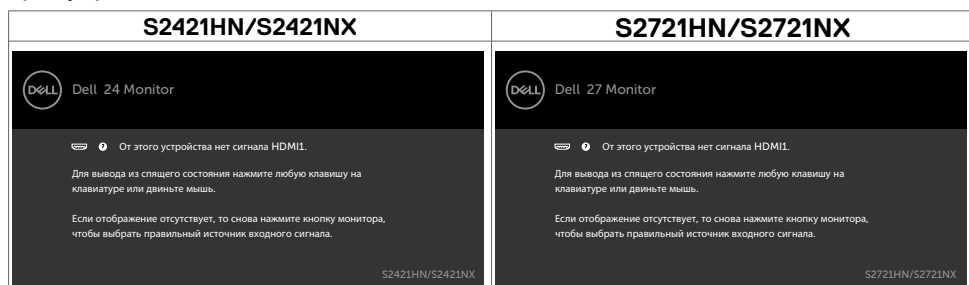 S2421HN/S2421NX
S2721HN/S2721NX
DELL
Dell 24 Monitor
От этого устройства нет сигнала HDMI1.
Для вывода из спящего состояния нажмите любую клавишу на
клавиатуре или двиньте мышь.
Если отображение отсутствует, то снова нажмите кнопку монитора,
чтобы выбрать правильный источник входного сигнала.
S2421HN/S2421NX
DELL
Dell 27 Monitor
От этого устройства нет сигнала HDMI1.
Для вывода из спящего состояния нажмите любую клавишу на
клавиатуре или двиньте мышь.
Если отображение отсутствует, то снова нажмите кнопку монитора,
чтобы выбрать правильный источник входного сигнала.
S2721HN/S2721NX